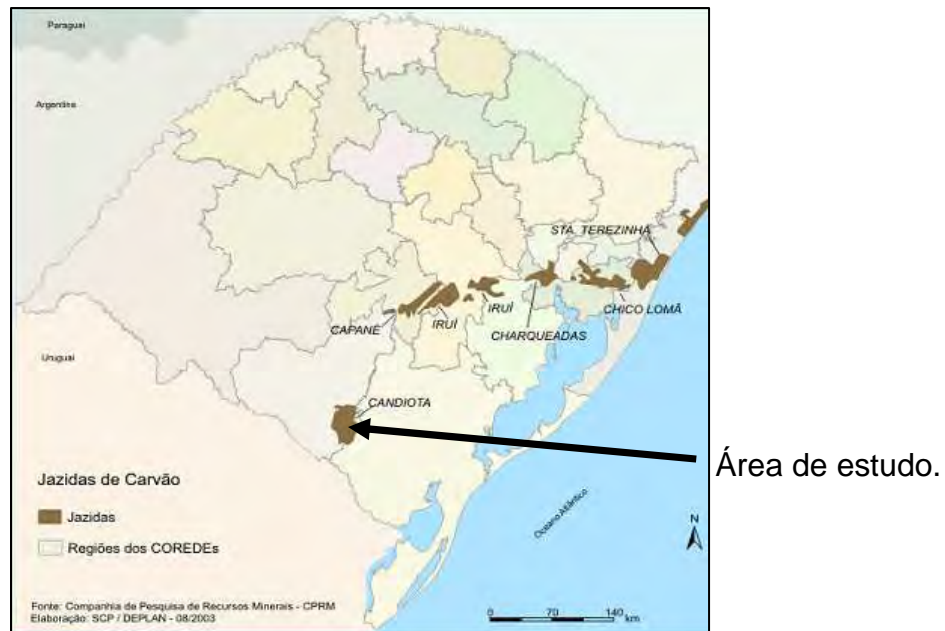 Paraguai
Argentina
STA. TEREZINHA
CAPANÉ
IRUÍ
IRUÍ
CHARQUEADAS
CHICO LOMÃ
Uruguai
CANDIOTA
Área de estudo.
Jazidas de Carvão
Jazidas
Regiões dos COREDEs
Oceano Atlântico
N
Fonte: Companhia de Pesquisa de Recursos Minerais - CPRM
Elaboração: SCP / DEPLAN - 08/2003
0 70 140 km